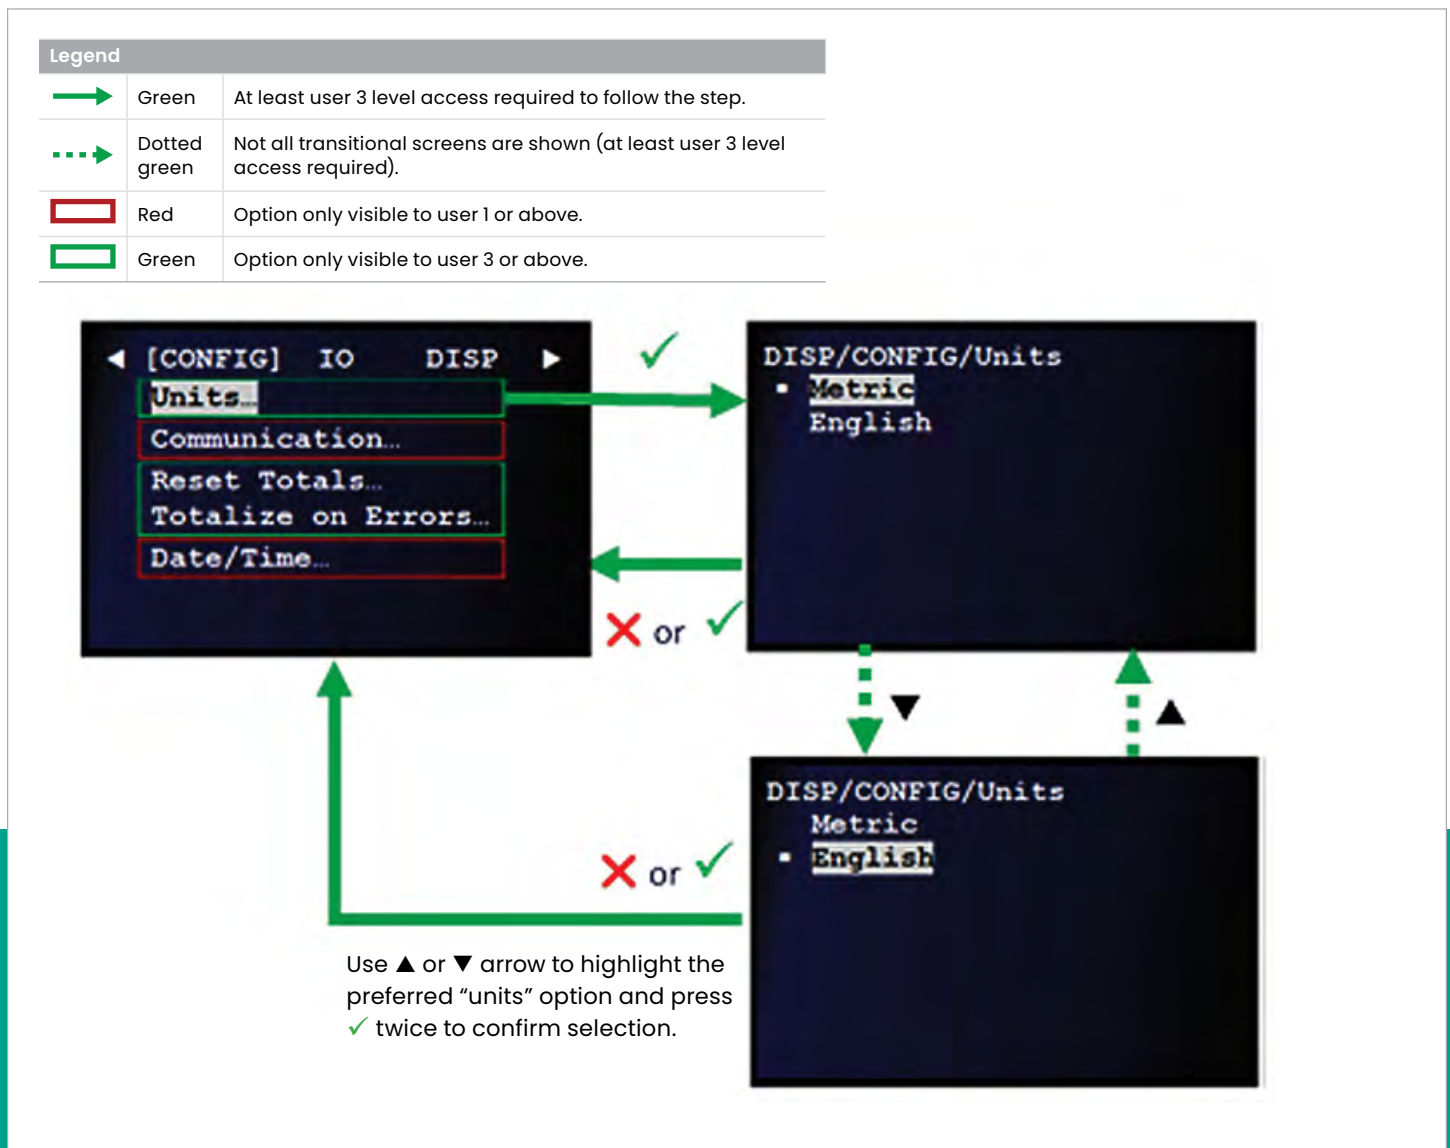 Legend
Green At least user 3 level access required to follow the step.
Dotted green Not all transitional screens are shown (at least user 3 level access required).
Red Option only visible to user 1 or above.
Green Option only visible to user 3 or above.
◀ [CONFIG] IO DISP ▶
Units…
Communication…
Reset Totals…
Totalize on Errors…
Date/Time…
✓
DISP/CONFIG/Units
▪ Metric
English
✕ or ✓
▼
▲
DISP/CONFIG/Units
Metric
▪ English
✕ or ✓
Use ▲ or ▼ arrow to highlight the
preferred “units” option and press
✓ twice to confirm selection.